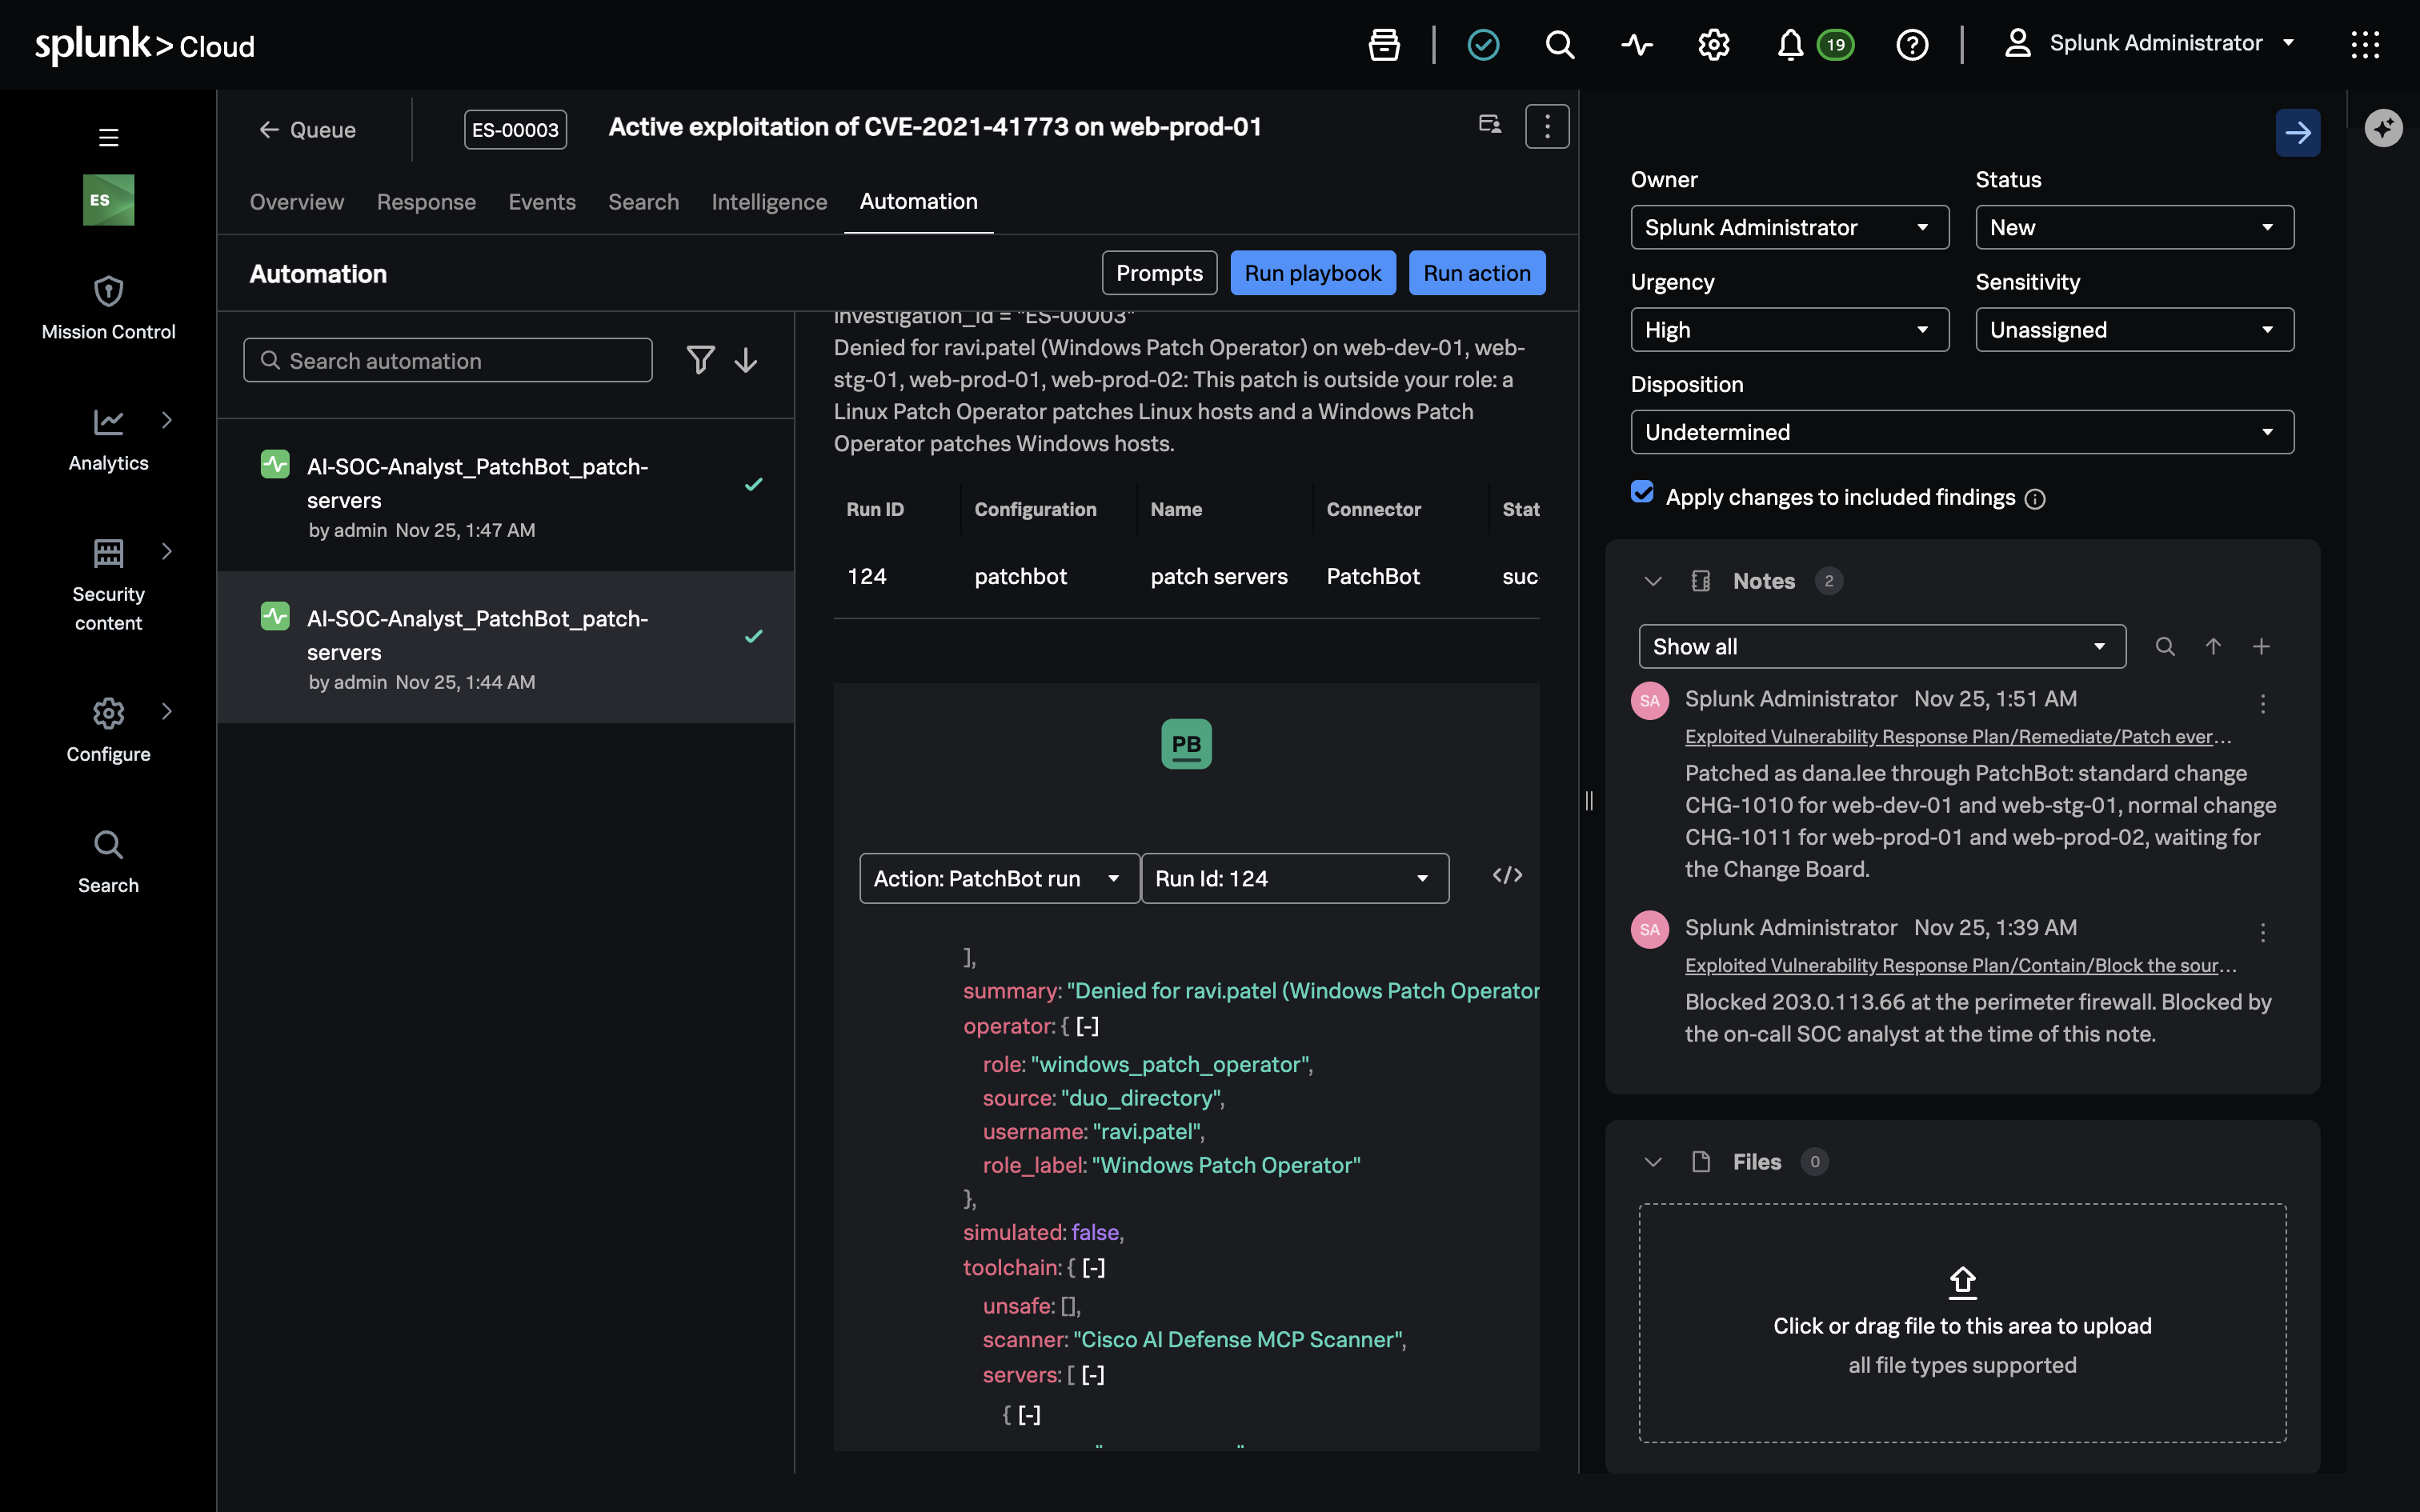 splunk>Cloud
19
Splunk Administrator
ES
Mission Control
Analytics
Security
content
Configure
Search
Queue
ES-00003
Active exploitation of CVE-2021-41773 on web-prod-01
Overview
Response
Events
Search
Intelligence
Automation
Automation
Prompts
Run playbook
Run action
Search automation
AI-SOC-Analyst_PatchBot_patch-
servers
by admin Nov 25, 1:47 AM
AI-SOC-Analyst_PatchBot_patch-
servers
by admin Nov 25, 1:44 AM
investigation_id = "ES-00003"
Denied for ravi.patel (Windows Patch Operator) on web-dev-01, web-
stg-01, web-prod-01, web-prod-02: This patch is outside your role: a
Linux Patch Operator patches Linux hosts and a Windows Patch
Operator patches Windows hosts.
Run ID Configuration Name Connector Stat
124 patchbot patch servers PatchBot suc
PB
Action: PatchBot run
Run Id: 124
</>
],
summary: "Denied for ravi.patel (Windows Patch Operator
operator: { [-]
role: "windows_patch_operator",
source: "duo_directory",
username: "ravi.patel",
role_label: "Windows Patch Operator"
},
simulated: false,
toolchain: { [-]
unsafe: [],
scanner: "Cisco AI Defense MCP Scanner",
servers: [ [-]
{ [-]
Owner
Splunk Administrator
Status
New
Urgency
High
Sensitivity
Unassigned
Disposition
Undetermined
Apply changes to included findings
Notes 2
Show all
SA
Splunk Administrator Nov 25, 1:51 AM
Exploited Vulnerability Response Plan/Remediate/Patch ever...
Patched as dana.lee through PatchBot: standard change
CHG-1010 for web-dev-01 and web-stg-01, normal change
CHG-1011 for web-prod-01 and web-prod-02, waiting for
the Change Board.
SA
Splunk Administrator Nov 25, 1:39 AM
Exploited Vulnerability Response Plan/Contain/Block the sour...
Blocked 203.0.113.66 at the perimeter firewall. Blocked by
the on-call SOC analyst at the time of this note.
Files 0
Click or drag file to this area to upload
all file types supported